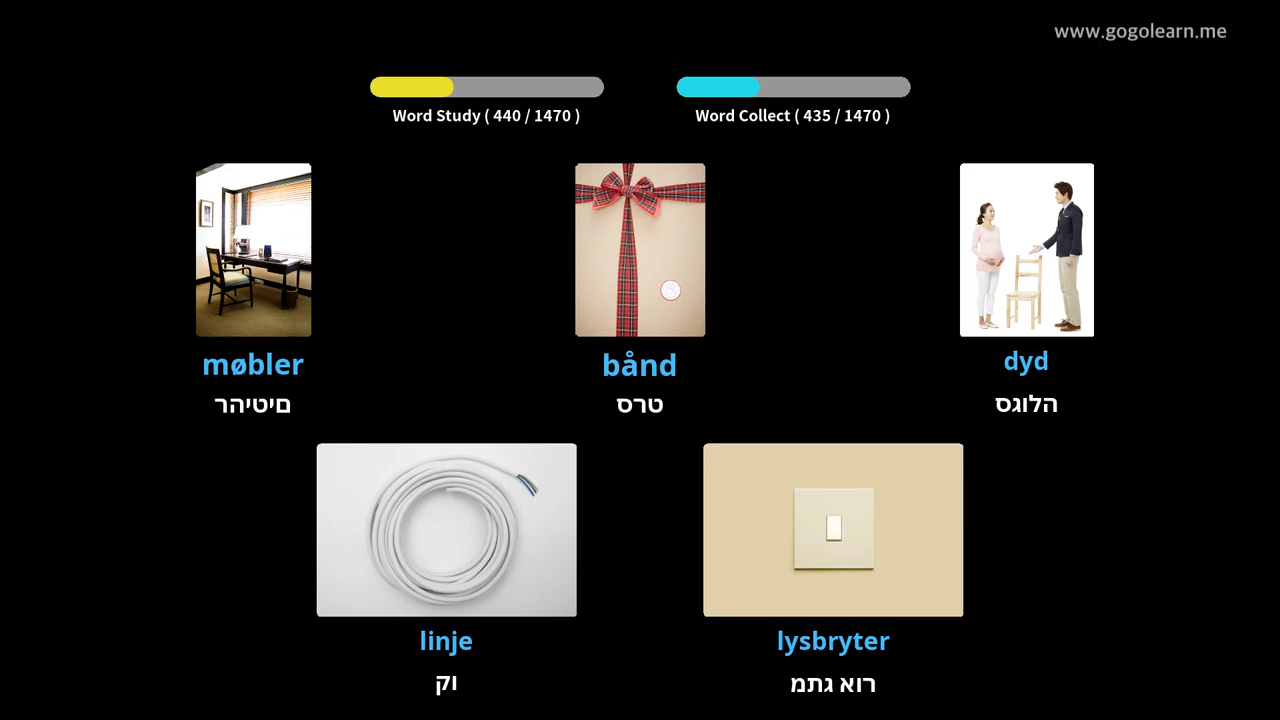 www.gogolearn.me
Word Study ( 440 / 1470 )
Word Collect ( 435 / 1470 )
møbler
םיטיהר
bånd
טרס
dyd
הלוגס
linje
וק
lysbryter
רוא גתמ